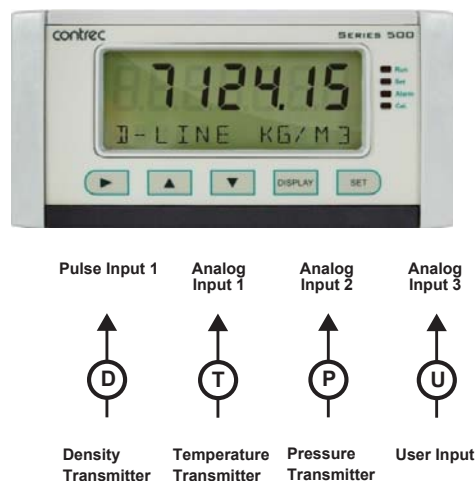 contrec SERIES 500
7124.15
Run
Set
Alarm
Cal
D-LINE KG/M3
DISPLAY SET
Pulse Input 1 Analog Input 1 Analog Input 2 Analog Input 3
D T P U
Density Transmitter Temperature Transmitter Pressure Transmitter User Input